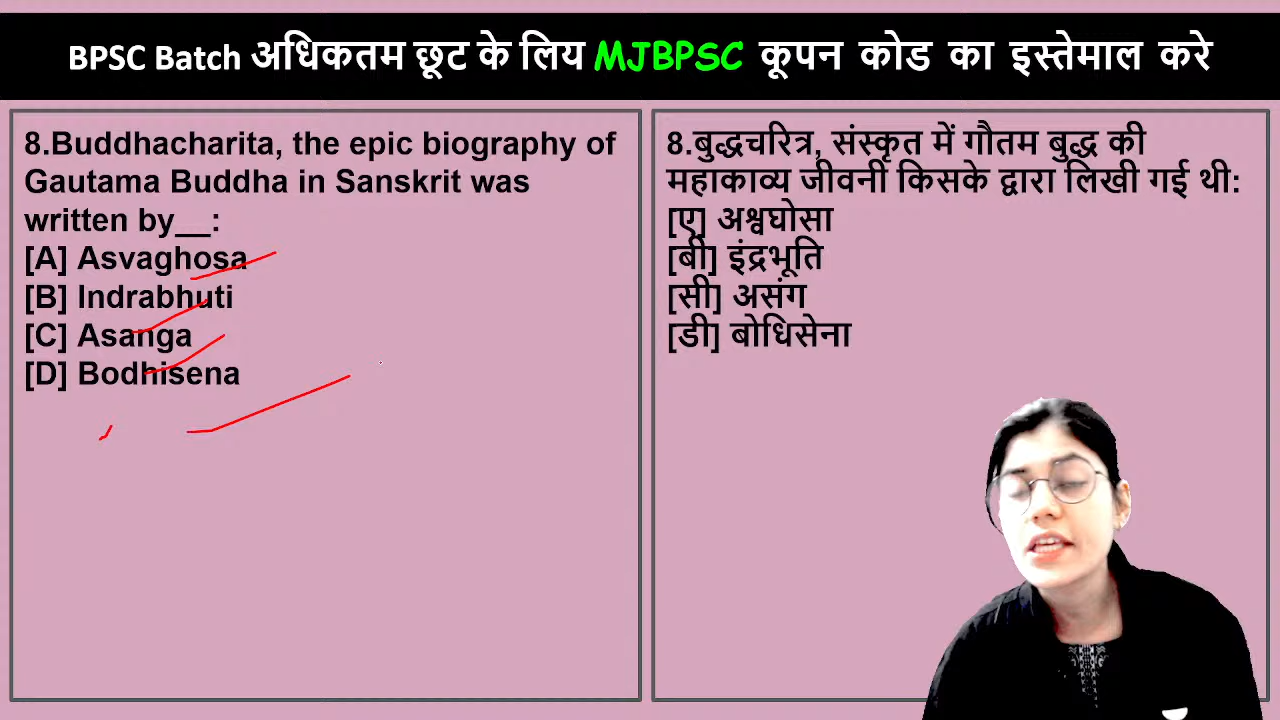 BPSC Batch अधिकतम छूट के लिय MJBPSC कूपन कोड का इस्तेमाल करे
8.Buddhacharita, the epic biography of
Gautama Buddha in Sanskrit was
written by__:
[A] Asvaghosa
[B] Indrabhuti
[C] Asanga
[D] Bodhisena
8.बुद्धचरित्र, संस्कृत में गौतम बुद्ध की
महाकाव्य जीवनी किसके द्वारा लिखी गई थी:
[ए] अश्वघोसा
[बी] इंद्रभूति
[सी] असंग
[डी] बोधिसेना